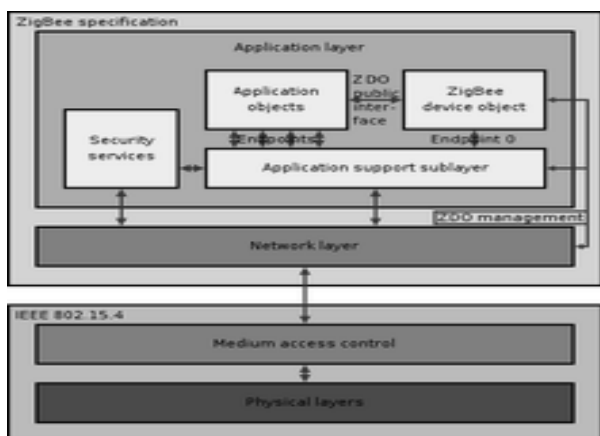 ZigBee specification
Application layer
Application
objects
ZDO
public
inter-
face
ZigBee
device object
Security
services
Endpoints
Endpoint 0
Application support sublayer
ZDO management
Network layer
IEEE 802.15.4
Medium access control
Physical layers